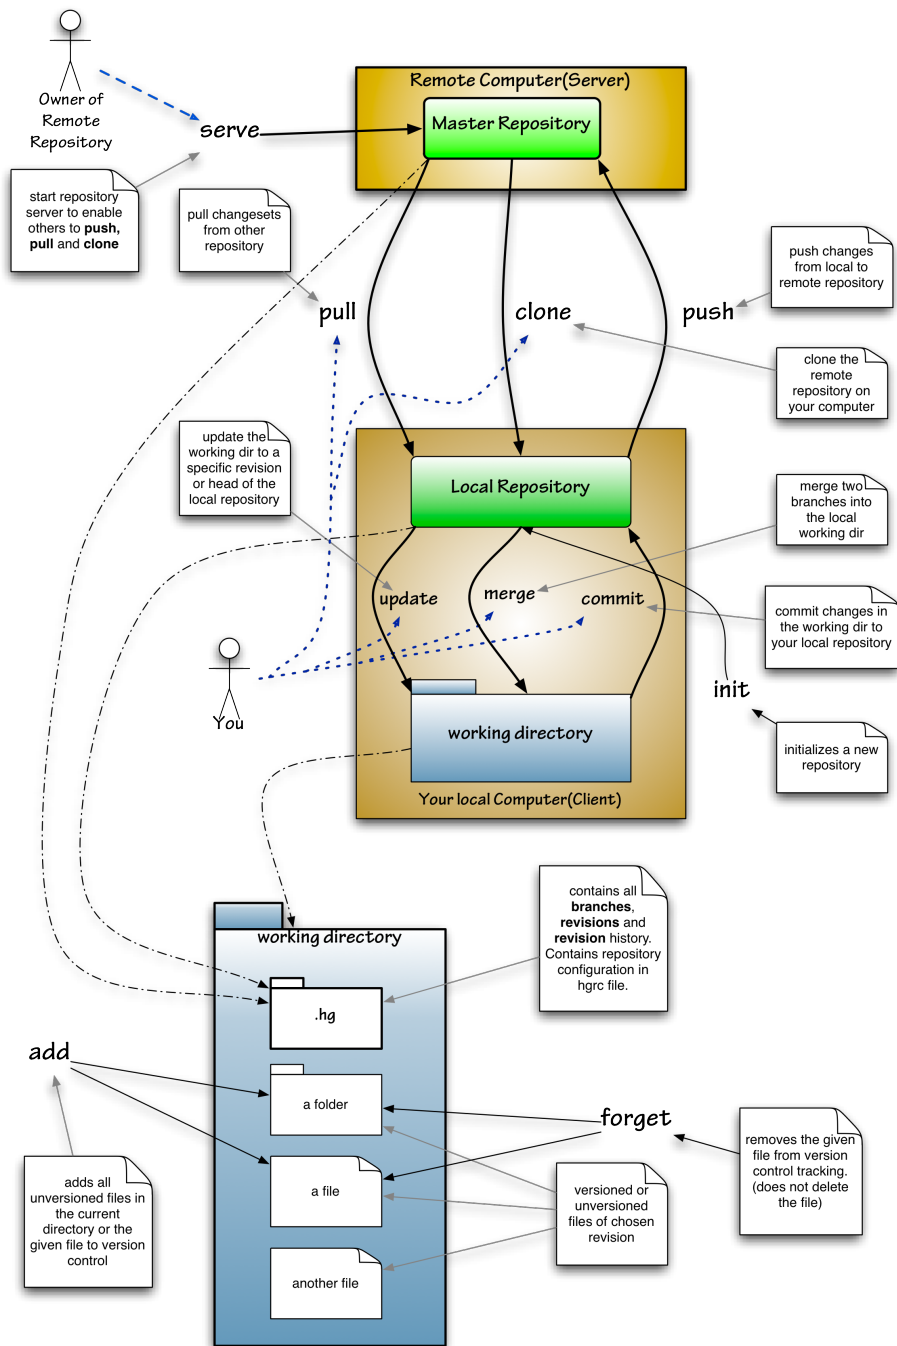 Owner of
Remote
Repository
serve
Remote Computer(Server)
Master Repository
start repository
server to enable
others to push,
pull and clone
pull changesets
from other
repository
push changes
from local to
remote repository
pull
clone
push
clone the
remote
repository on
your computer
update the
working dir to a
specific revision
or head of the
local repository
Local Repository
merge two
branches into
the local
working dir
update
merge
commit
commit changes in
the working dir to
your local repository
You
init
working directory
initializes a new
repository
Your local Computer(Client)
contains all
branches,
revisions and
revision history.
Contains repository
configuration in
hgrc file.
working directory
.hg
add
a folder
forget
removes the given
file from version
control tracking.
(does not delete
the file)
adds all
unversioned files in
the current
directory or the
given file to version
control
a file
versioned or
unversioned
files of chosen
revision
another file